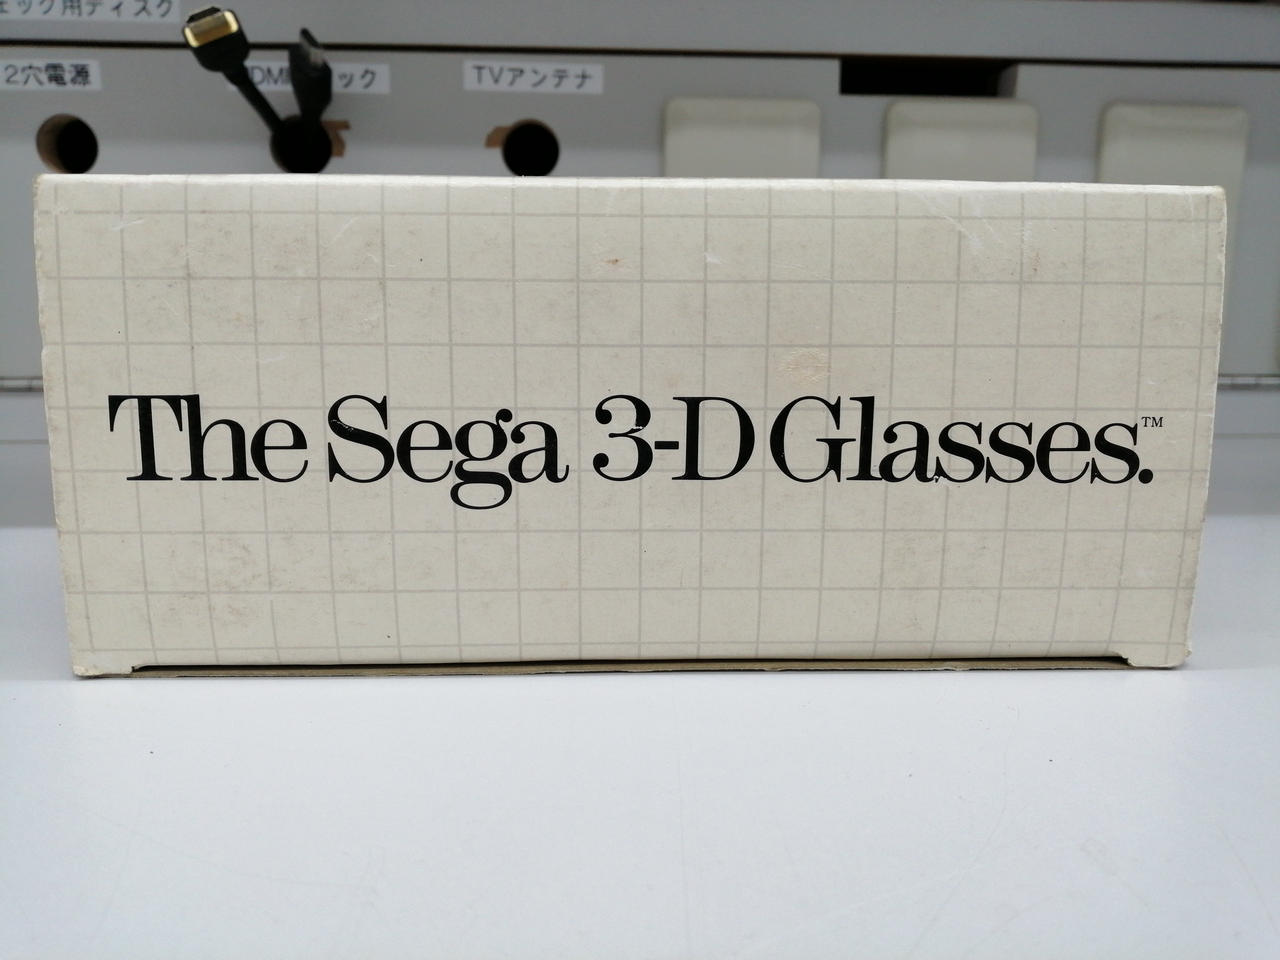 ェック用ディスク
2穴電源
TVアンテナ
The Sega 3-D Glasses.™